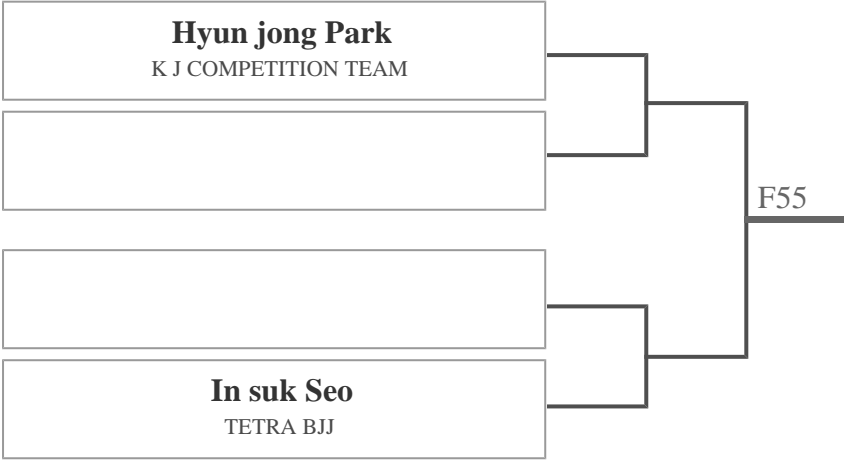 Hyun jong Park
K J COMPETITION TEAM
F55
In suk Seo
TETRA BJJ